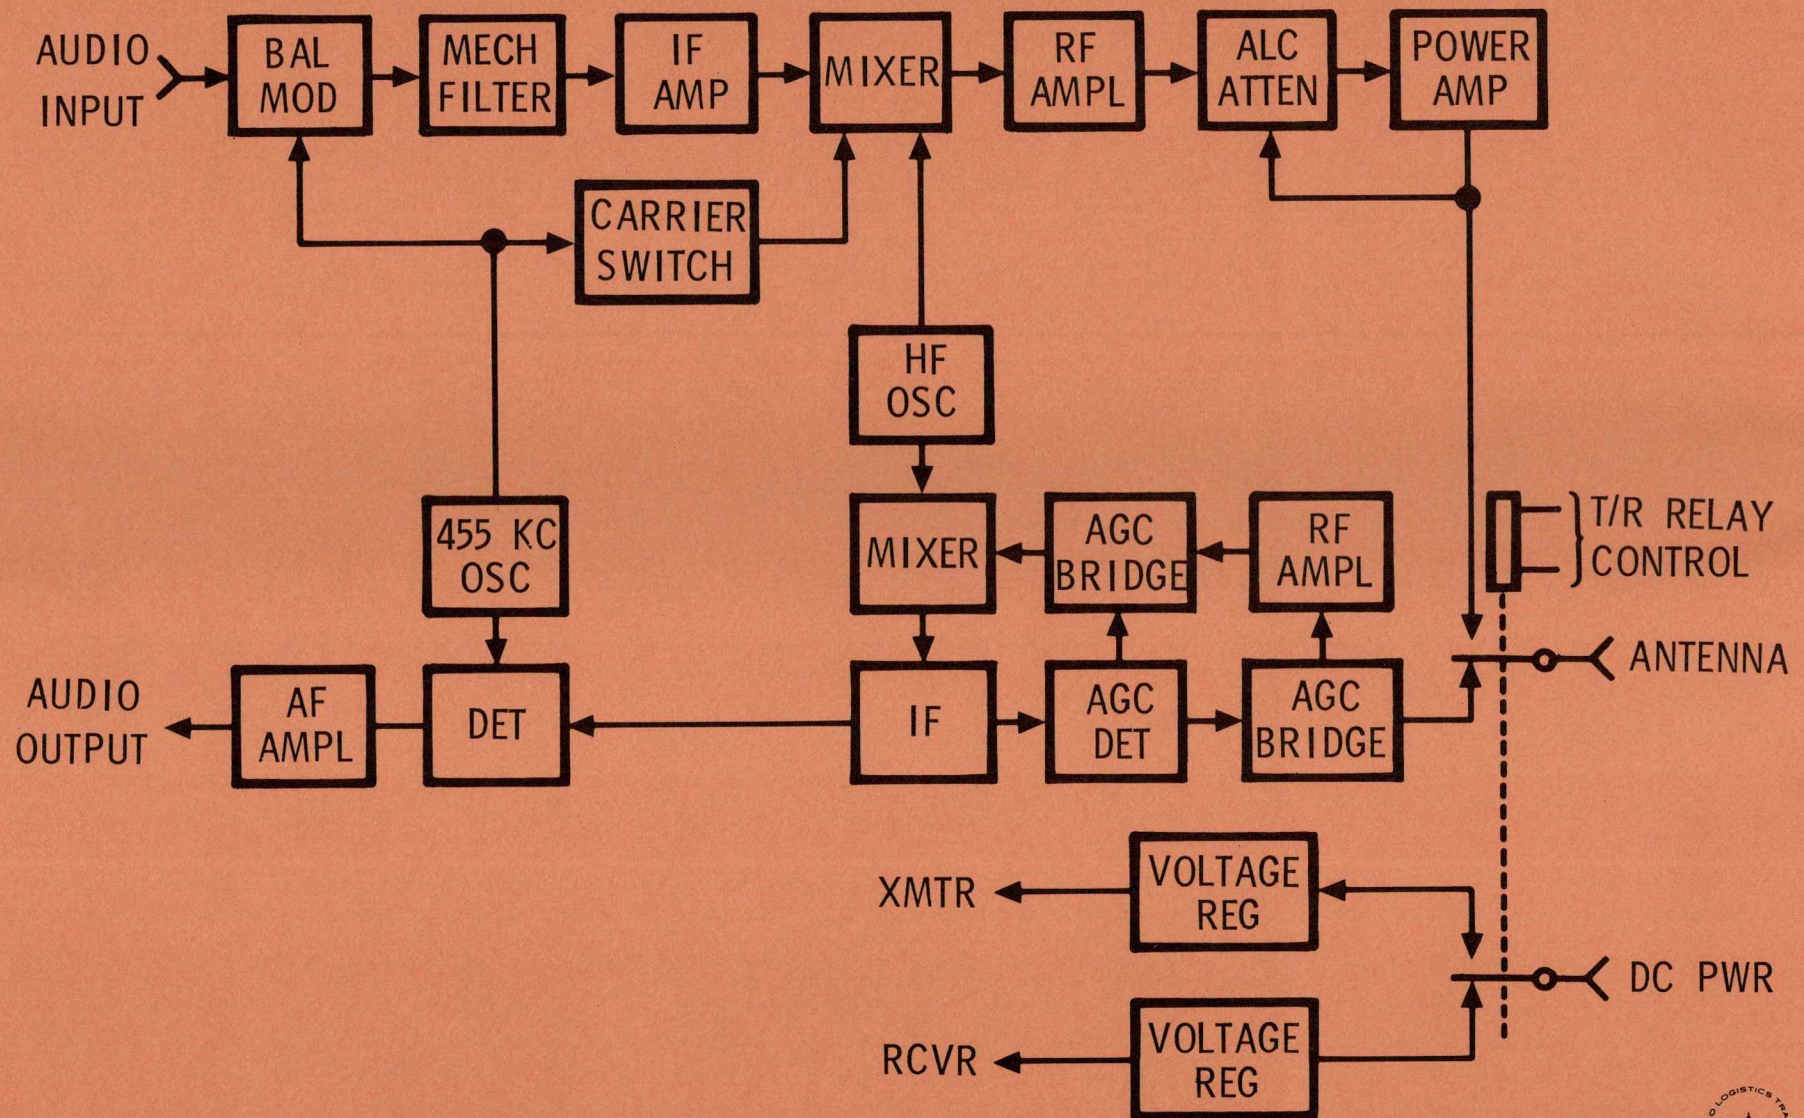 AUDIO
INPUT
BAL
MOD
MECH
FILTER
IF
AMP
MIXER
RF
AMPL
ALC
ATTEN
POWER
AMP
CARRIER
SWITCH
HF
OSC
455 KC
OSC
MIXER
AGC
BRIDGE
RF
AMPL
T/R RELAY
CONTROL
ANTENNA
AUDIO
OUTPUT
AF
AMPL
DET
IF
AGC
DET
AGC
BRIDGE
XMTR
VOLTAGE
REG
DC PWR
RCVR
VOLTAGE
REG
LOGISTICS